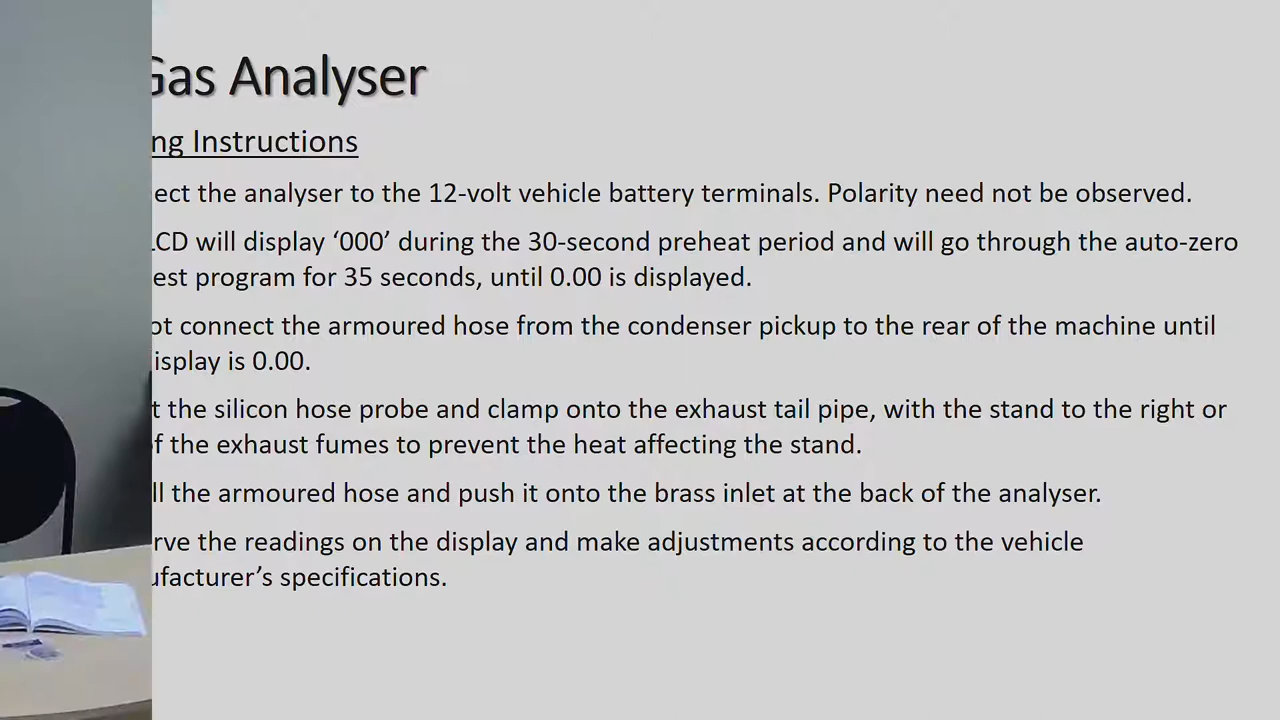 Gas Analyser
ng Instructions
ect the analyser to the 12-volt vehicle battery terminals. Polarity need not be observed.
LCD will display ‘000’ during the 30-second preheat period and will go through the auto-zero
est program for 35 seconds, until 0.00 is displayed.
ot connect the armoured hose from the condenser pickup to the rear of the machine until
isplay is 0.00.
t the silicon hose probe and clamp onto the exhaust tail pipe, with the stand to the right or
f the exhaust fumes to prevent the heat affecting the stand.
ll the armoured hose and push it onto the brass inlet at the back of the analyser.
rve the readings on the display and make adjustments according to the vehicle
ufacturer’s specifications.